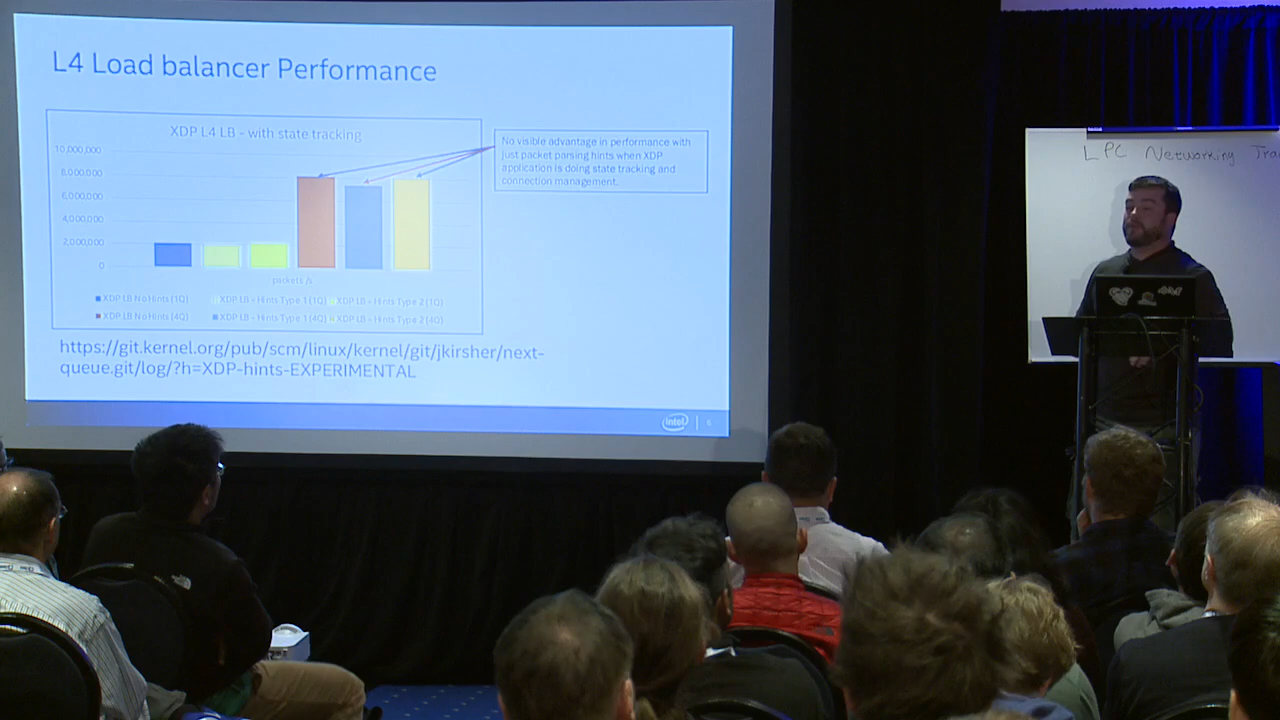 L4 Load balancer Performance
XDP L4 LB - with state tracking
10,000,000
8,000,000
6,000,000
4,000,000
2,000,000
0
packets /s
XDP LB No Hints (1Q) XDP LB - Hints Type 1 (1Q) XDP LB - Hints Type 2 (1Q)
XDP LB No Hints (4Q) XDP LB - Hints Type 1 (4Q) XDP LB - Hints Type 2 (4Q)
No visible advantage in performance with
just packet parsing hints when XDP
application is doing state tracking and
connection management.
https://git.kernel.org/pub/scm/linux/kernel/git/jkirsher/next-
queue.git/log/?h=XDP-hints-EXPERIMENTAL
intel 6
LPC Networking